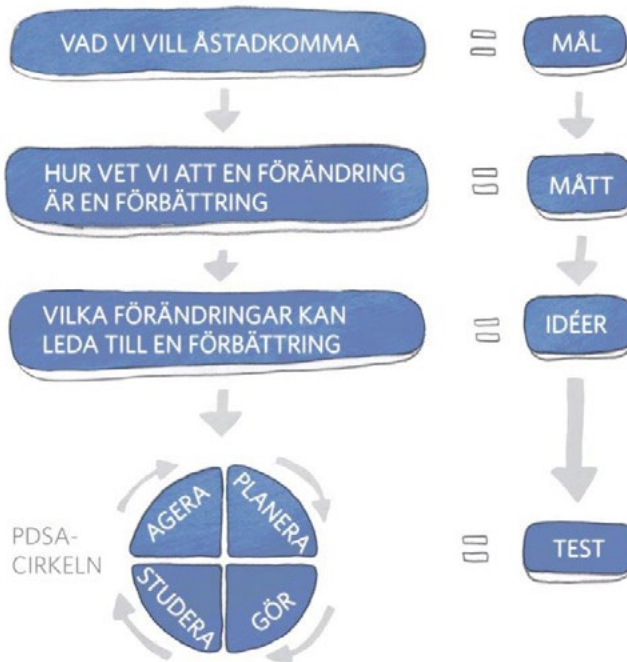 VAD VI VILL ÅSTADKOMMA
=
MÅL
HUR VET VI ATT EN FÖRÄNDRING
ÄR EN FÖRBÄTTRING
=
MÅTT
VILKA FÖRÄNDRINGAR KAN
LEDA TILL EN FÖRBÄTTRING
=
IDÉER
PDSA-
CIRKELN
AGERA
PLANERA
STUDERA
GÖR
=
TEST